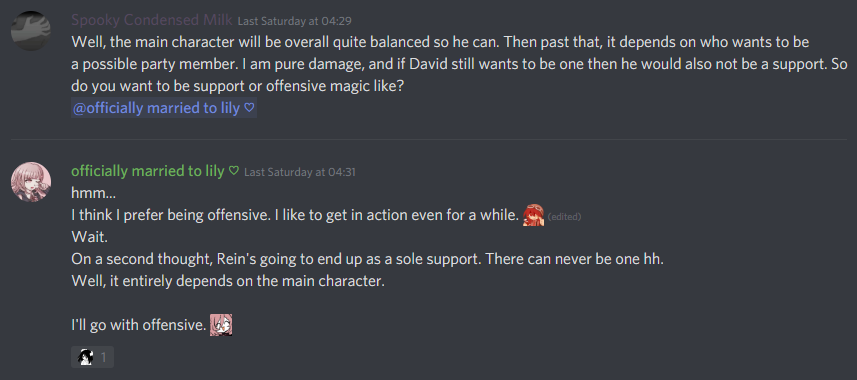 Spooky Condensed Milk Last Saturday at 04:29
Well, the main character will be overall quite balanced so he can. Then past that, it depends on who wants to be
a possible party member. I am pure damage, and if David still wants to be one then he would also not be a support. So
do you want to be support or offensive magic like?
@officially married to lily ♡
officially married to lily ♡ Last Saturday at 04:31
hmm...
I think I prefer being offensive. I like to get in action even for a while. (edited)
Wait.
On a second thought, Rein's going to end up as a sole support. There can never be one hh.
Well, it entirely depends on the main character.
I'll go with offensive.
1